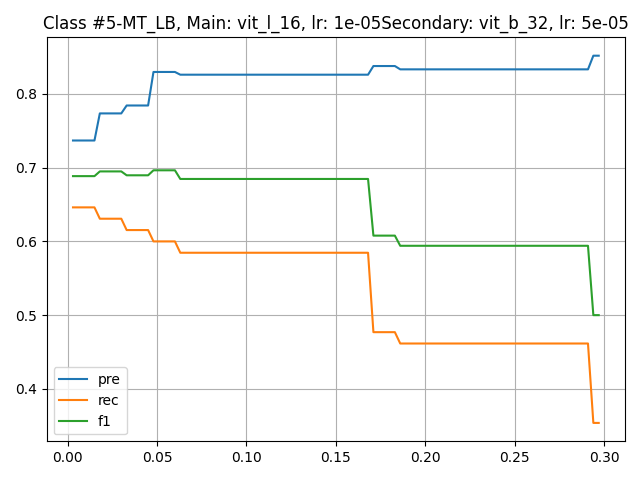 Class #5-MT_LB, Main: vit_l_16, lr: 1e-05Secondary: vit_b_32, lr: 5e-05
0.8
0.7
0.6
0.5
0.4
pre
rec
f1
0.00 0.05 0.10 0.15 0.20 0.25 0.30